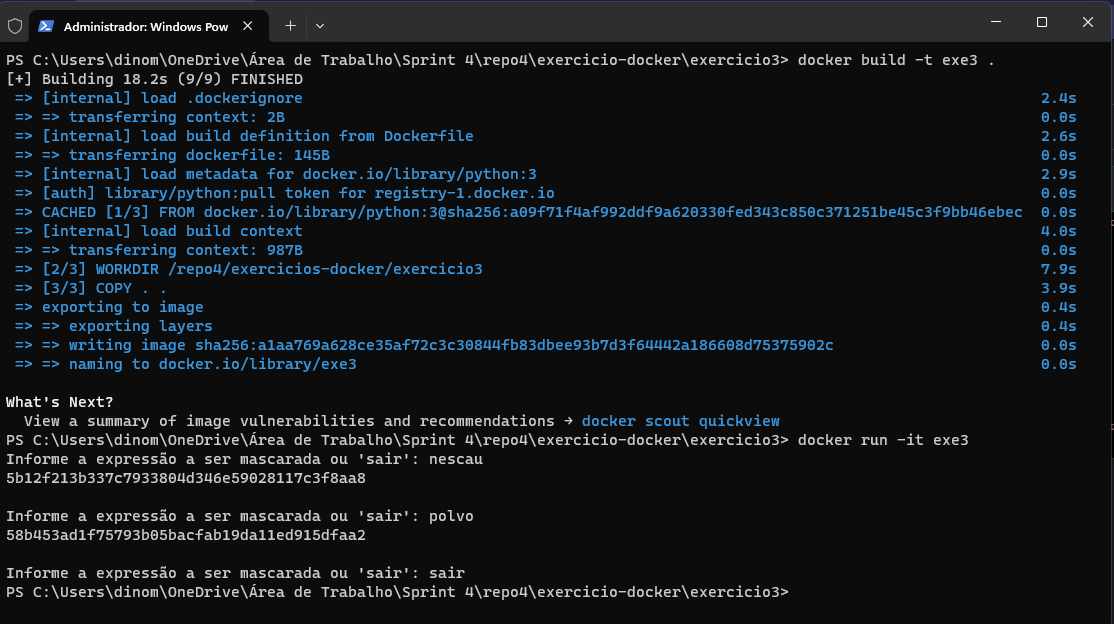 Administrador: Windows Pow
PS C:\Users\dinom\OneDrive\Área de Trabalho\Sprint 4\repo4\exercicio-docker\exercicio3> docker build -t exe3 .
[+] Building 18.2s (9/9) FINISHED
=> [internal] load .dockerignore 2.4s
=> => transferring context: 2B 0.0s
=> [internal] load build definition from Dockerfile 2.6s
=> => transferring dockerfile: 145B 0.0s
=> [internal] load metadata for docker.io/library/python:3 2.9s
=> [auth] library/python:pull token for registry-1.docker.io 0.0s
=> CACHED [1/3] FROM docker.io/library/python:3@sha256:a09f71f4af992ddf9a620330fed343c850c371251be45c3f9bb46ebec 0.0s
=> [internal] load build context 4.0s
=> => transferring context: 987B 0.0s
=> [2/3] WORKDIR /repo4/exercicios-docker/exercicio3 7.9s
=> [3/3] COPY . . 3.9s
=> exporting to image 0.4s
=> => exporting layers 0.4s
=> => writing image sha256:a1aa769a628ce35af72c3c30844fb83dbee93b7d3f64442a186608d75375902c 0.0s
=> => naming to docker.io/library/exe3 0.0s
What's Next?
View a summary of image vulnerabilities and recommendations → docker scout quickview
PS C:\Users\dinom\OneDrive\Área de Trabalho\Sprint 4\repo4\exercicio-docker\exercicio3> docker run -it exe3
Informe a expressão a ser mascarada ou 'sair': nescau
5b12f213b337c7933804d346e59028117c3f8aa8
Informe a expressão a ser mascarada ou 'sair': polvo
58b453ad1f75793b05bacfab19da11ed915dfaa2
Informe a expressão a ser mascarada ou 'sair': sair
PS C:\Users\dinom\OneDrive\Área de Trabalho\Sprint 4\repo4\exercicio-docker\exercicio3>